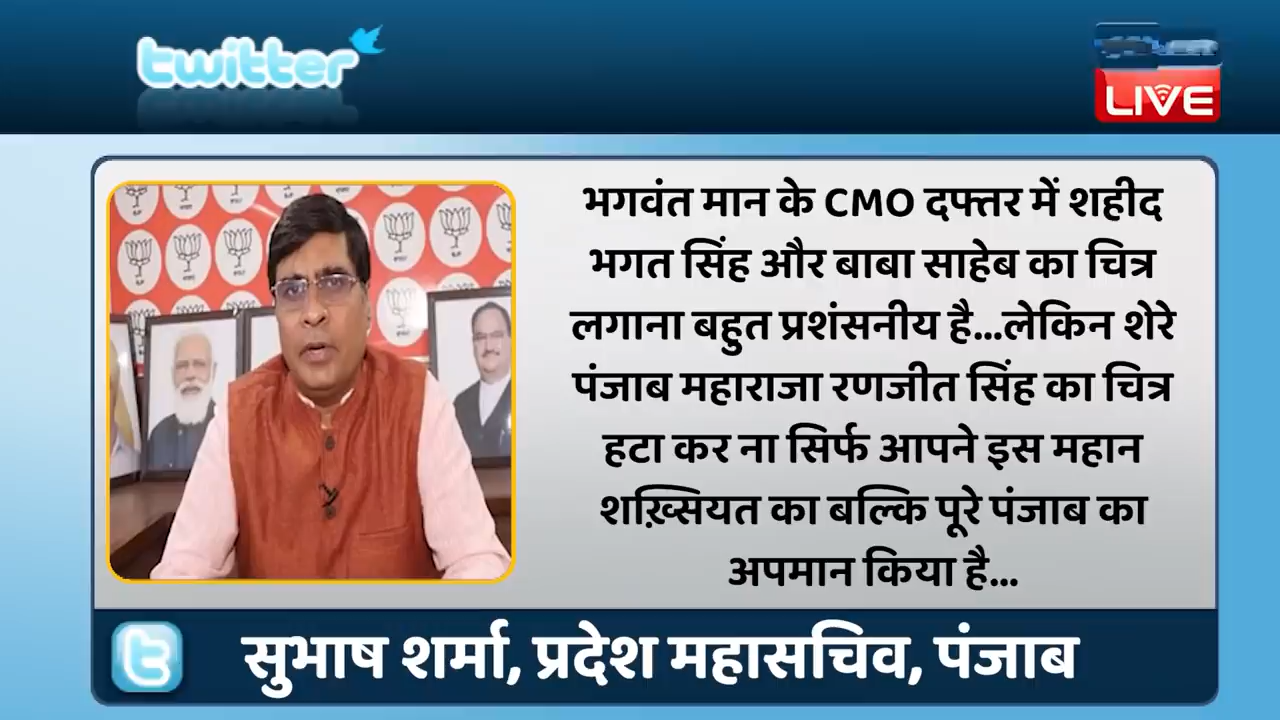 twitter
LIVE
भगवंत मान के CMO दफ्तर में शहीद
भगत सिंह और बाबा साहेब का चित्र
लगाना बहुत प्रशंसनीय है...लेकिन शेरे
पंजाब महाराजा रणजीत सिंह का चित्र
हटा कर ना सिर्फ आपने इस महान
शख़्सियत का बल्कि पूरे पंजाब का
अपमान किया है...
सुभाष शर्मा, प्रदेश महासचिव, पंजाब